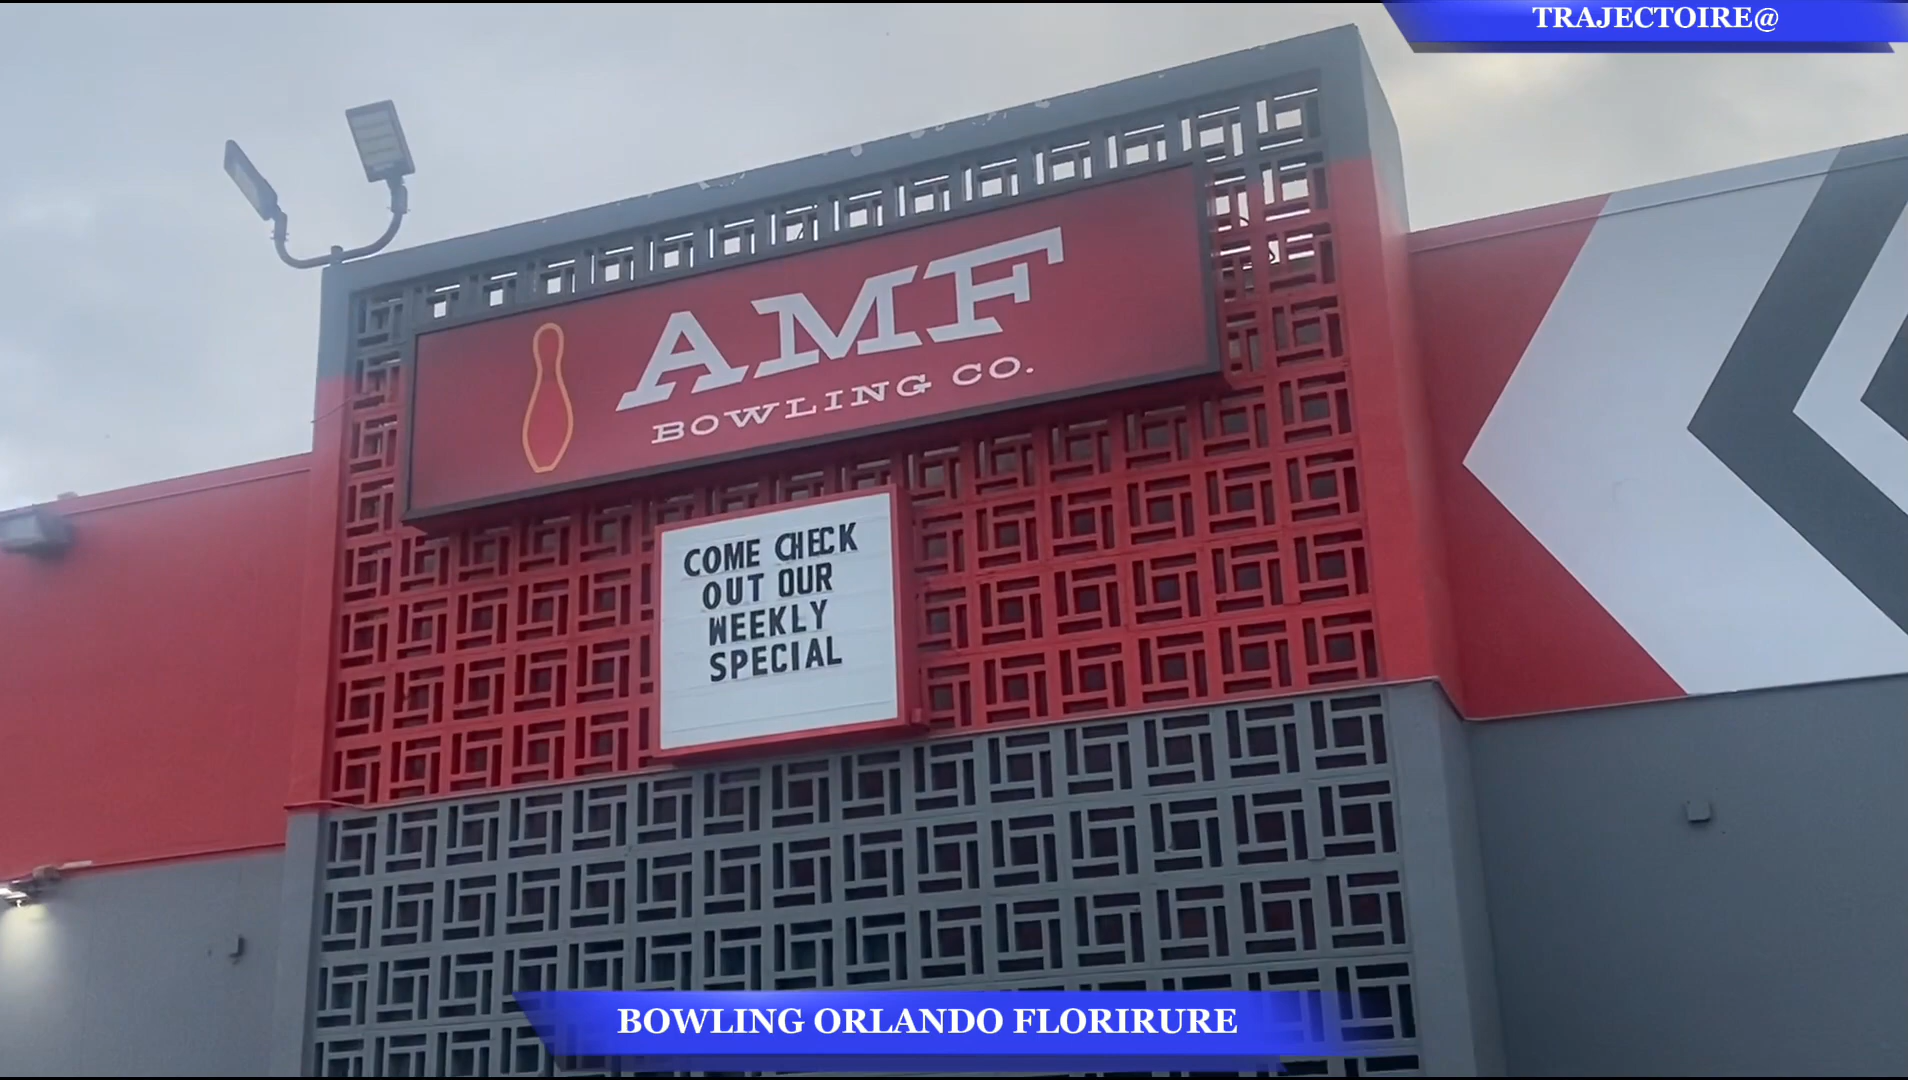 TRAJECTOIRE@
AMF
BOWLING CO.
COME CHECK
OUT OUR
WEEKLY
SPECIAL
BOWLING ORLANDO FLORIRURE